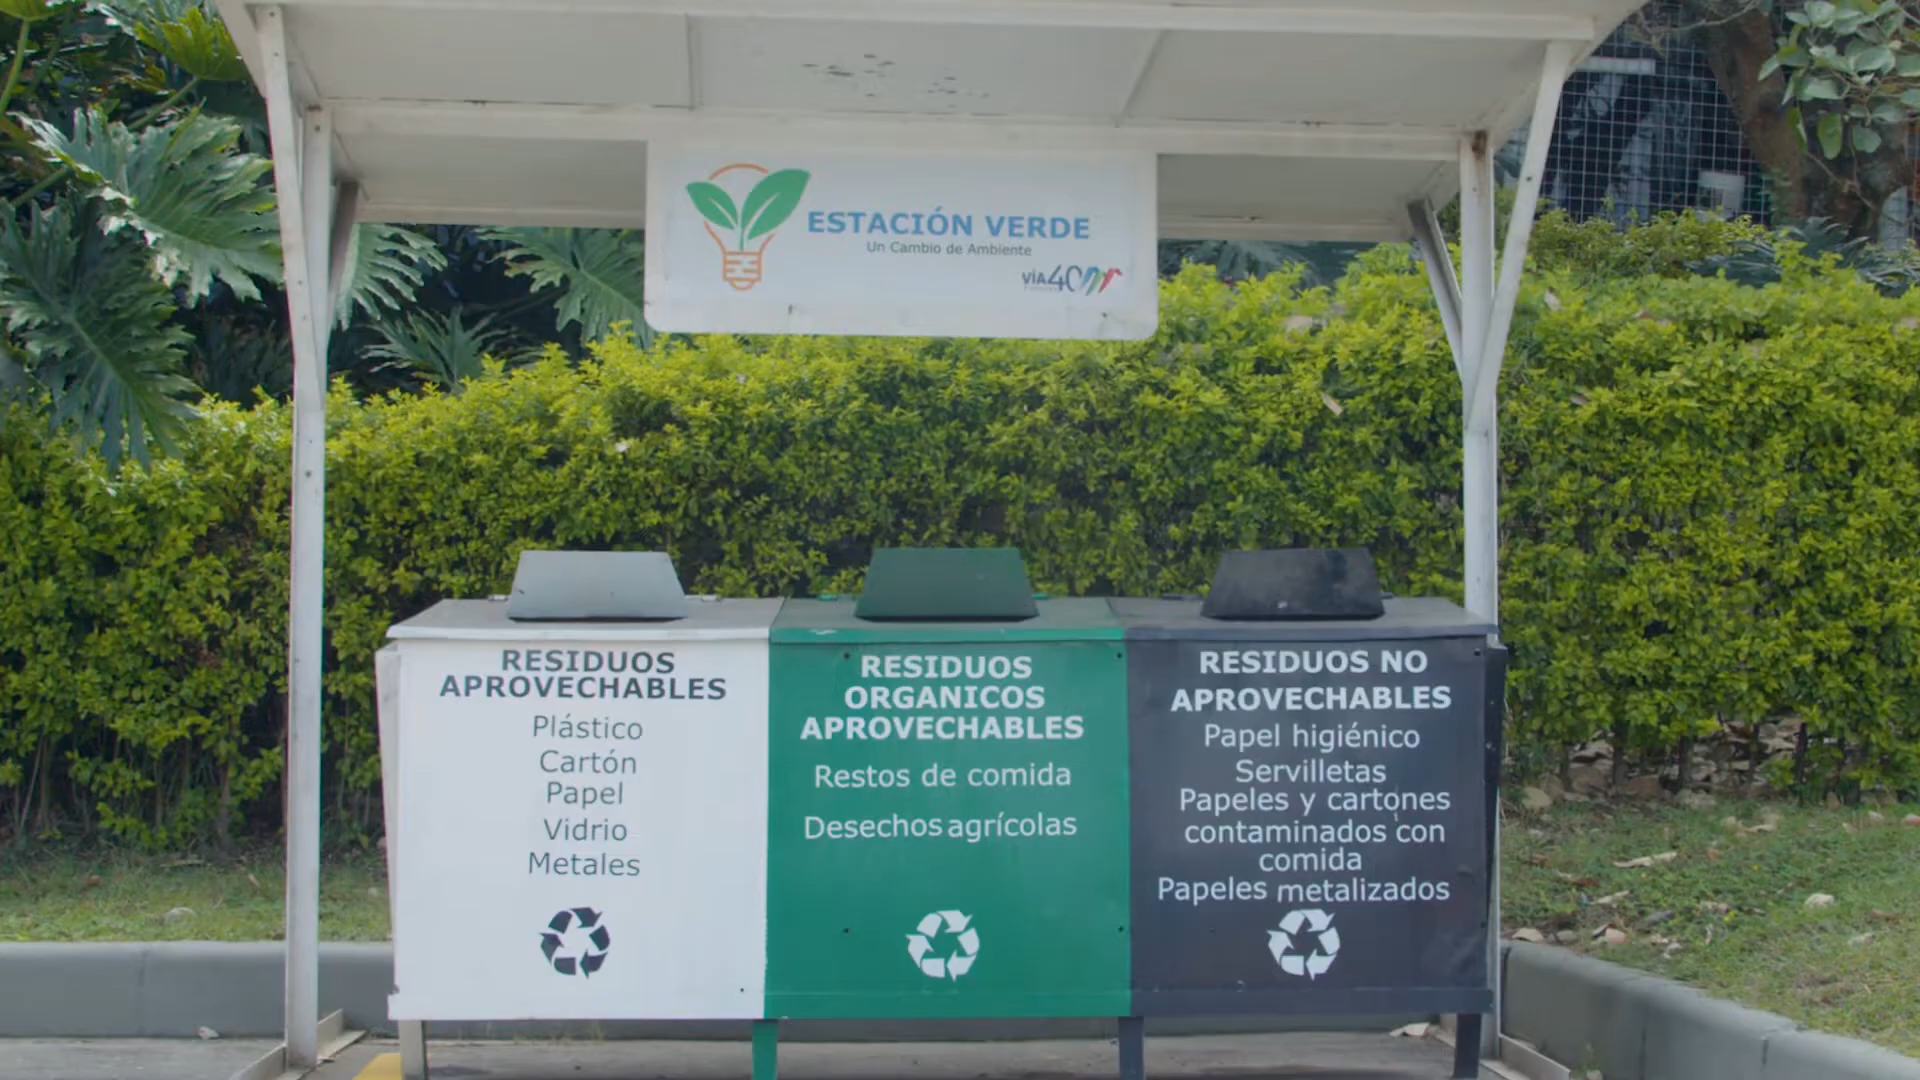 ESTACIÓN VERDE
Un Cambio de Ambiente
VÍA40
RESIDUOS
APROVECHABLES
Plástico
Cartón
Papel
Vidrio
Metales
RESIDUOS
ORGANICOS
APROVECHABLES
Restos de comida
Desechos agrícolas
RESIDUOS NO
APROVECHABLES
Papel higiénico
Servilletas
Papeles y cartones
contaminados con
comida
Papeles metalizados